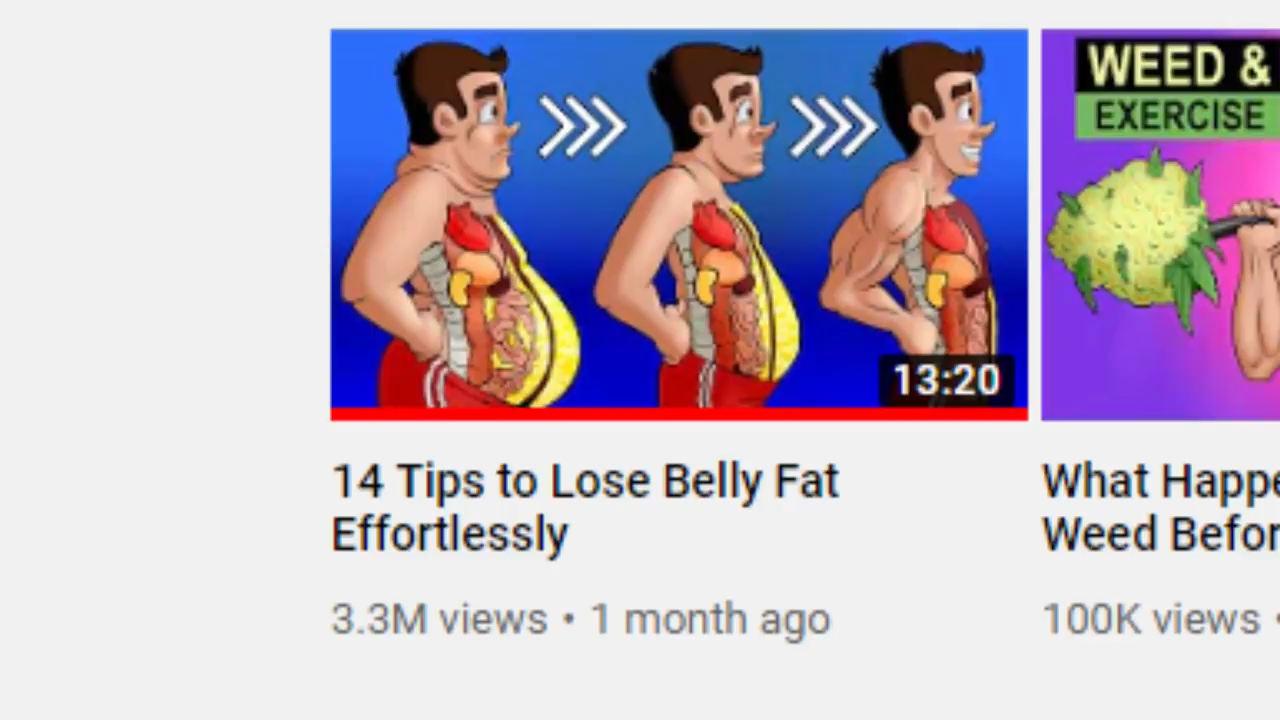 WEED &
EXERCISE
13:20
14 Tips to Lose Belly Fat
Effortlessly
3.3M views • 1 month ago
What Happe
Weed Befor
100K views •